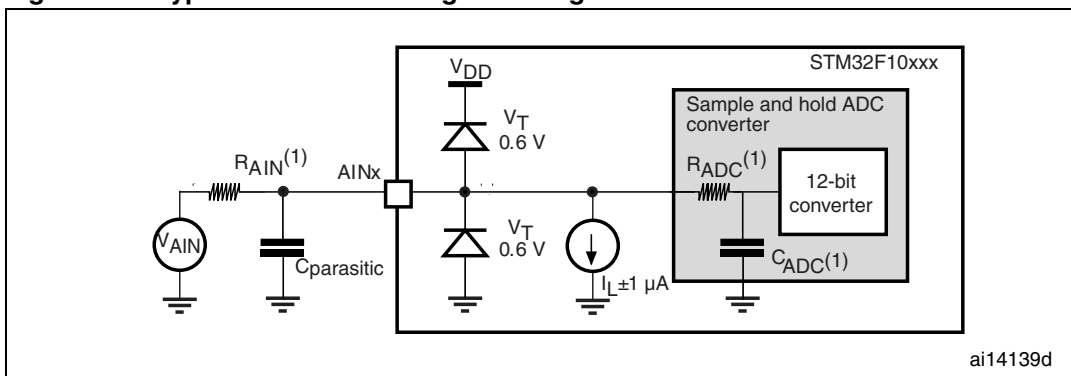 STM32F10xxx
VDD
Sample and hold ADC
converter
VT
0.6 V
RAIN(1)
AINx
RADC(1)
12-bit
converter
VAIN
Cparasitic
VT
0.6 V
IL±1 µA
CADC(1)
ai14139d